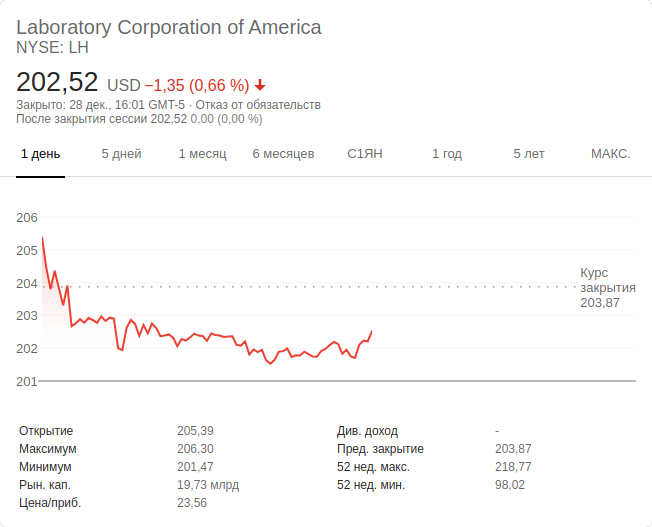 Laboratory Corporation of America
NYSE: LH
202,52 USD −1,35 (0,66 %)
Закрыто: 28 дек., 16:01 GMT-5 · Отказ от обязательств
После закрытия сессии 202,52 0,00 (0,00 %)
1 день 5 дней 1 месяц 6 месяцев С1ЯН 1 год 5 лет МАКС.
206
205
204
203
202
201
Курс
закрытия
203,87
Открытие 205,39 Див. доход -
Максимум 206,30 Пред. закрытие 203,87
Минимум 201,47 52 нед. макс. 218,77
Рын. кап. 19,73 млрд 52 нед. мин. 98,02
Цена/приб. 23,56